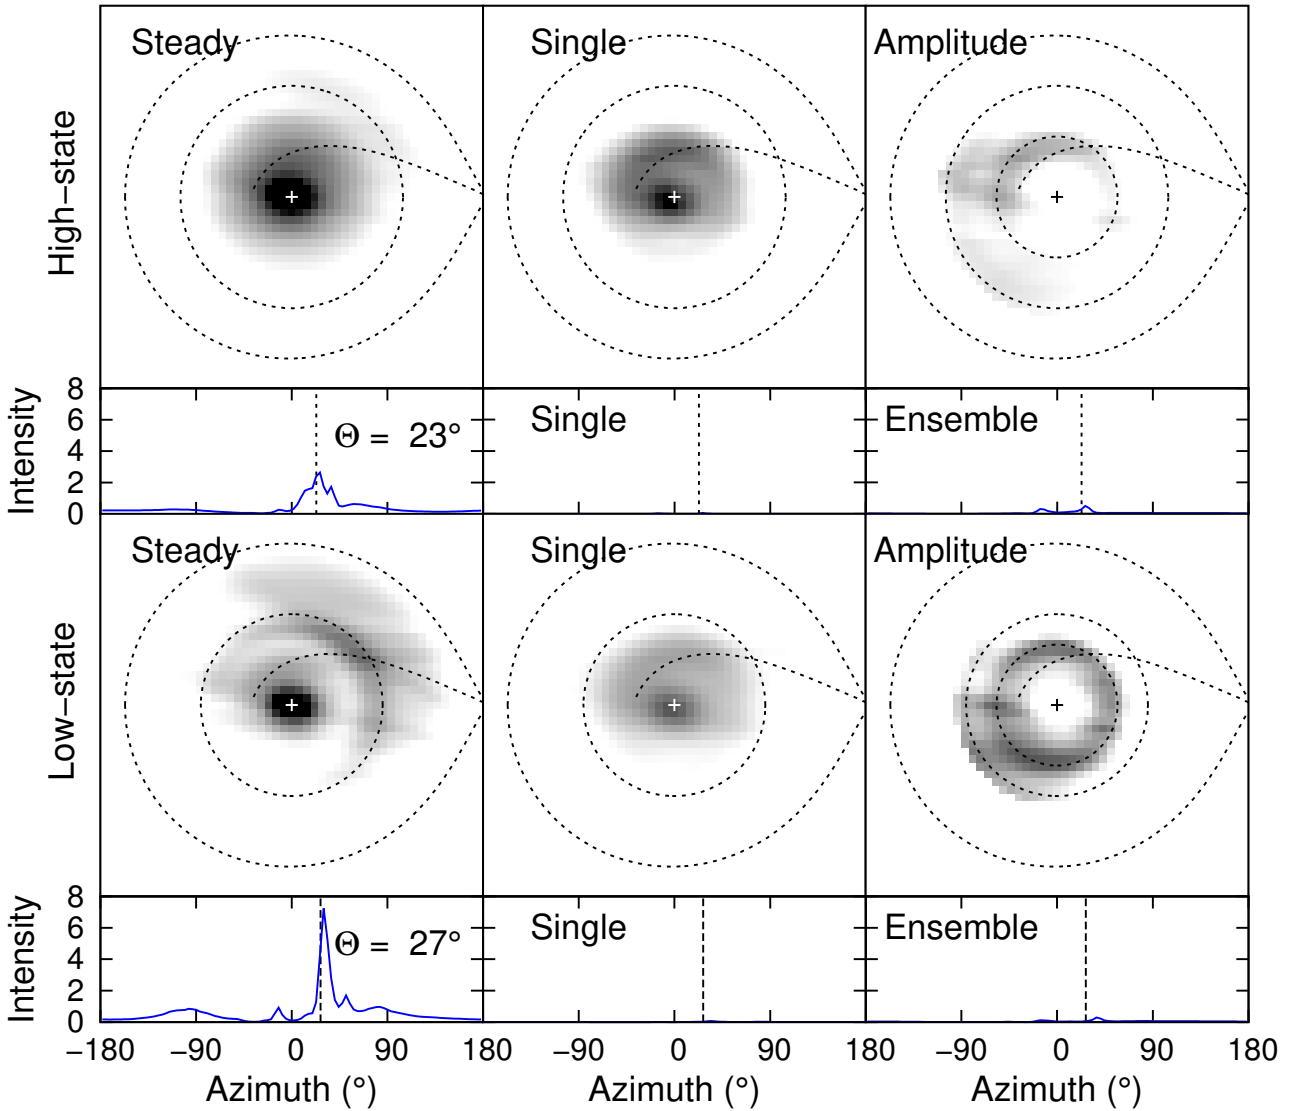 Steady Single Amplitude
High−state
8
6
4
2
0
Intensity
Θ = 23°
Single
Ensemble
Steady Single Amplitude
Low−state
8
6
4
2
0
Intensity
Θ = 27°
Single
Ensemble
−180 −90 0 90 180 −90 0 90 180 −90 0 90 180
Azimuth (°) Azimuth (°) Azimuth (°)